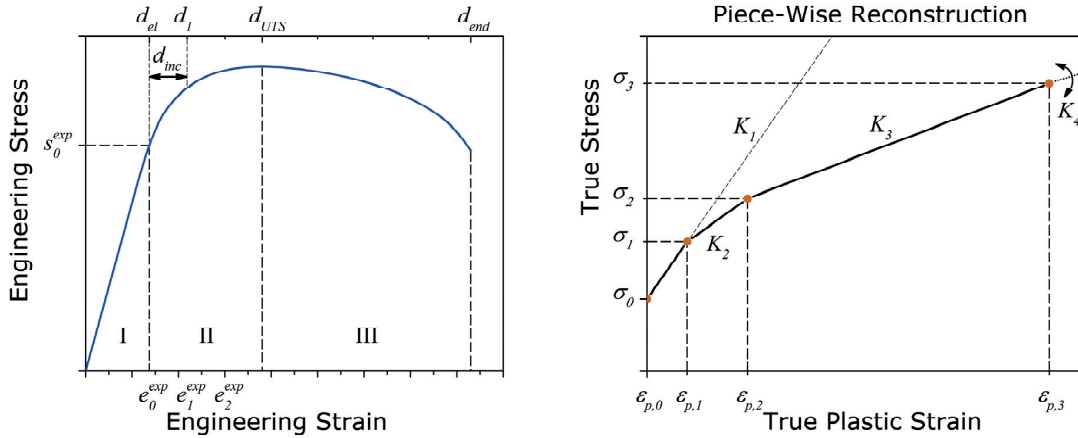 d_el d_1 d_UTS d_end
d_inc
Engineering Stress
s_0^exp
I II III
e_0^exp e_1^exp e_2^exp
Engineering Strain
Piece-Wise Reconstruction
True Stress
σ_3
σ_2
σ_1
σ_0
K_1
K_2
K_3
K_4
ε_p,0 ε_p,1 ε_p,2 ε_p,3
True Plastic Strain